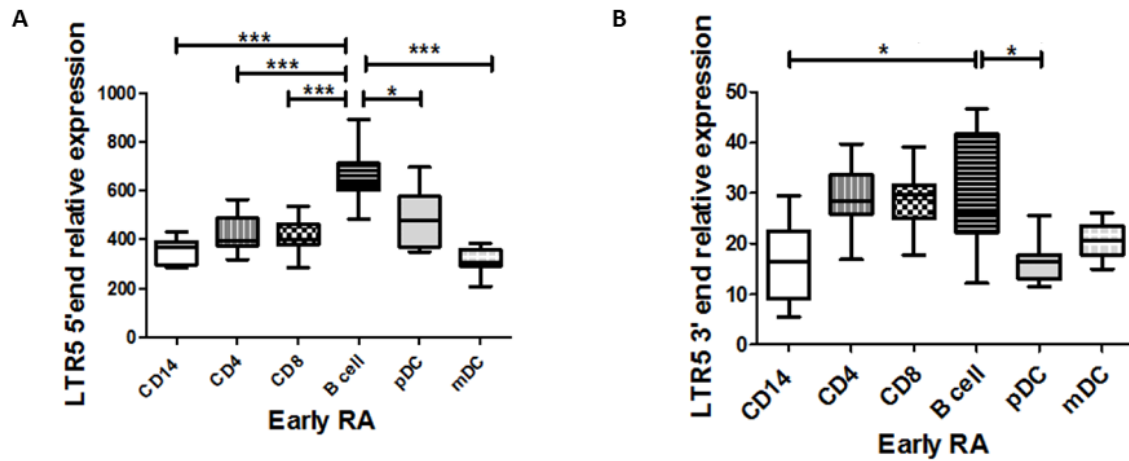 A
LTR5 5'end relative expression
***
***
***
***
*
1000
800
600
400
200
0
CD14
CD4
CD8
B cell
pDC
mDC
Early RA
B
LTR5 3' end relative expression
*
*
50
40
30
20
10
0
CD14
CD4
CD8
B cell
pDC
mDC
Early RA